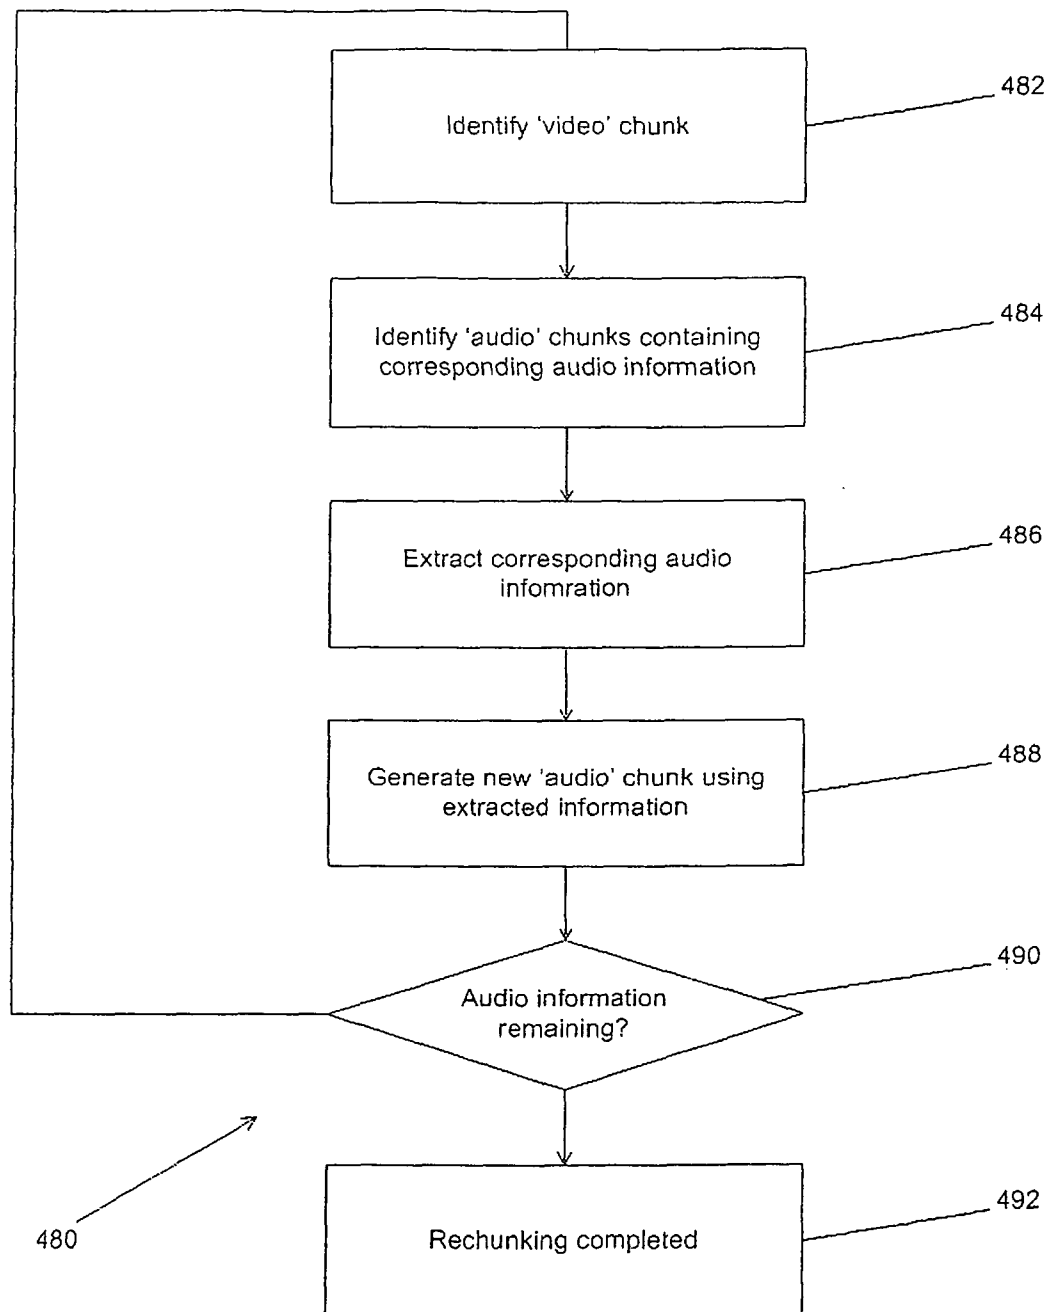 482
Identify 'video' chunk
484
Identify 'audio' chunks containing
corresponding audio information
486
Extract corresponding audio
infomration
488
Generate new 'audio' chunk using
extracted information
490
Audio information
remaining?
492
480
Rechunking completed